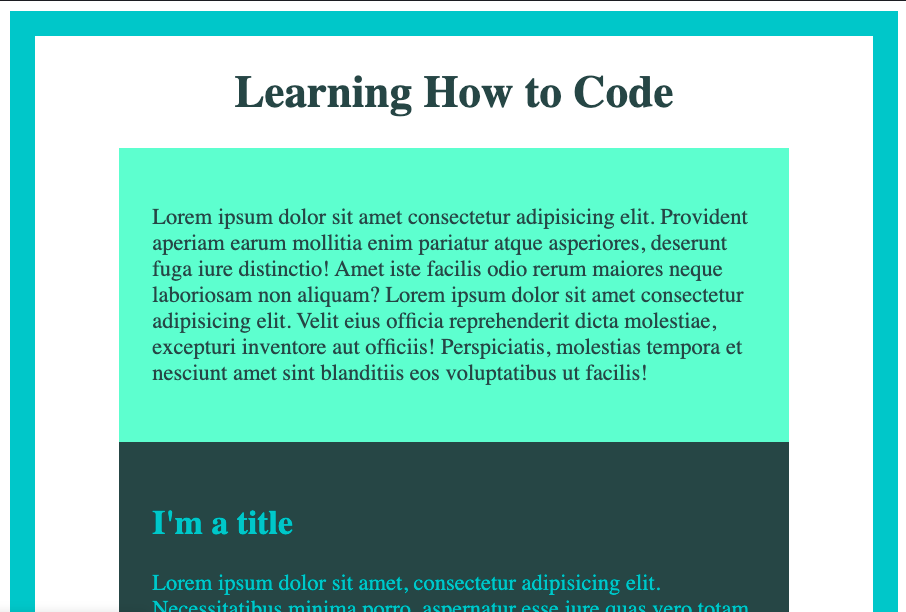 Learning How to Code
Lorem ipsum dolor sit amet consectetur adipisicing elit. Provident
aperiam earum mollitia enim pariatur atque asperiores, deserunt
fuga iure distinctio! Amet iste facilis odio rerum maiores neque
laboriosam non aliquam? Lorem ipsum dolor sit amet consectetur
adipisicing elit. Velit eius officia reprehenderit dicta molestiae,
excepturi inventore aut officiis! Perspiciatis, molestias tempora et
nesciunt amet sint blanditiis eos voluptatibus ut facilis!
I'm a title
Lorem ipsum dolor sit amet, consectetur adipisicing elit.
Necessitatibus minima porro, aspernatur esse iure quas vero totam